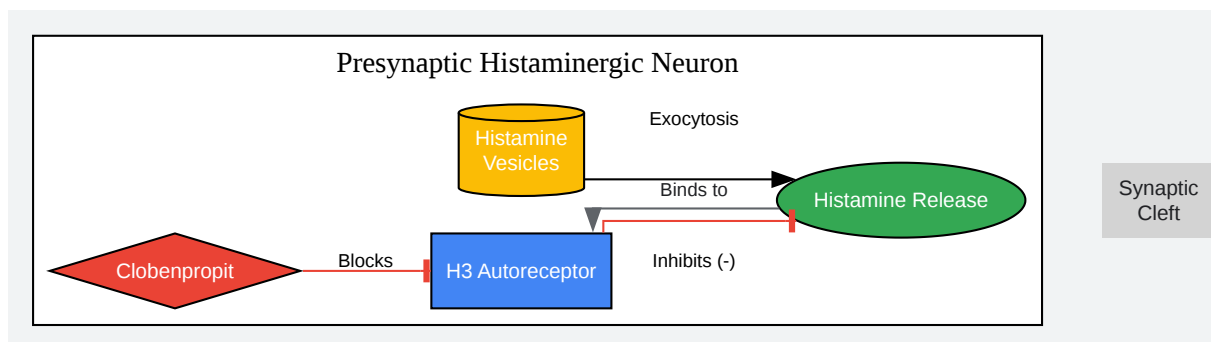 Presynaptic Histaminergic Neuron
Histamine
Vesicles
Exocytosis
Binds to
Histamine Release
Synaptic
Cleft
Clobenpropit
Blocks
H3 Autoreceptor
Inhibits (-)